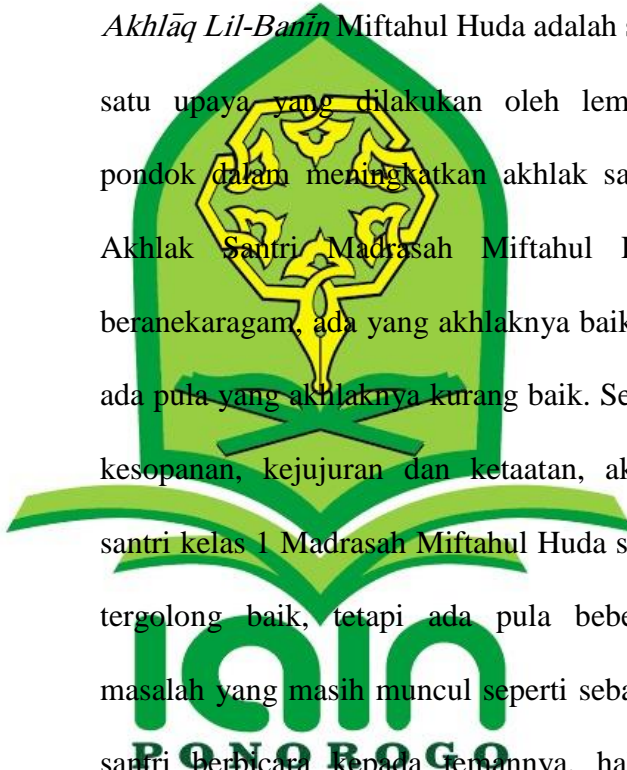 Akhlāq Lil-Banīn Miftahul Huda adalah s
satu upaya yang dilakukan oleh lem
pondok dalam meningkatkan akhlak sa
Akhlak Santri Madrasah Miftahul
beranekaragam, ada yang akhlaknya baik
ada pula yang akhlaknya kurang baik. Se
kesopanan, kejujuran dan ketaatan, ak
santri kelas 1 Madrasah Miftahul Huda s
tergolong baik, tetapi ada pula bebe
iain
masalah yang masih muncul seperti seba
PONOROGO
santri berbicara kepada temannya, ha